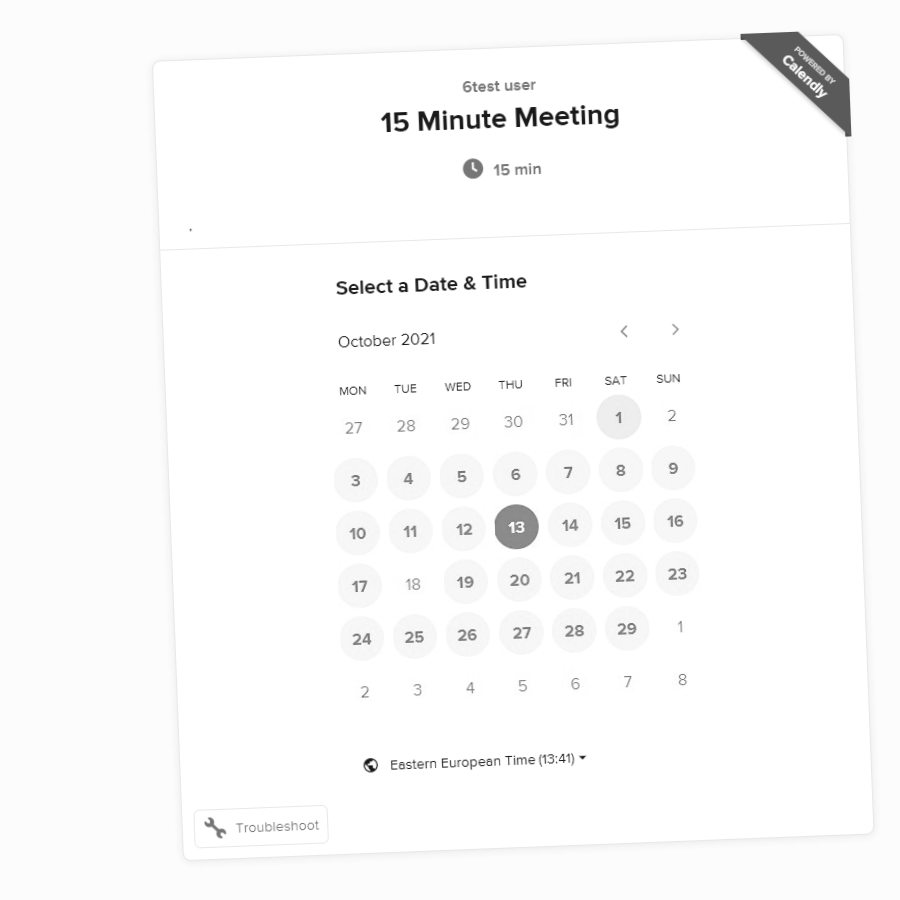 POWERED BY
Calendly
6test user
15 Minute Meeting
15 min
.
Select a Date & Time
October 2021
MON TUE WED THU FRI SAT SUN
27 28 29 30 31 1 2
3 4 5 6 7 8 9
10 11 12 13 14 15 16
17 18 19 20 21 22 23
24 25 26 27 28 29 1
2 3 4 5 6 7 8
Eastern European Time (13:41)
Troubleshoot